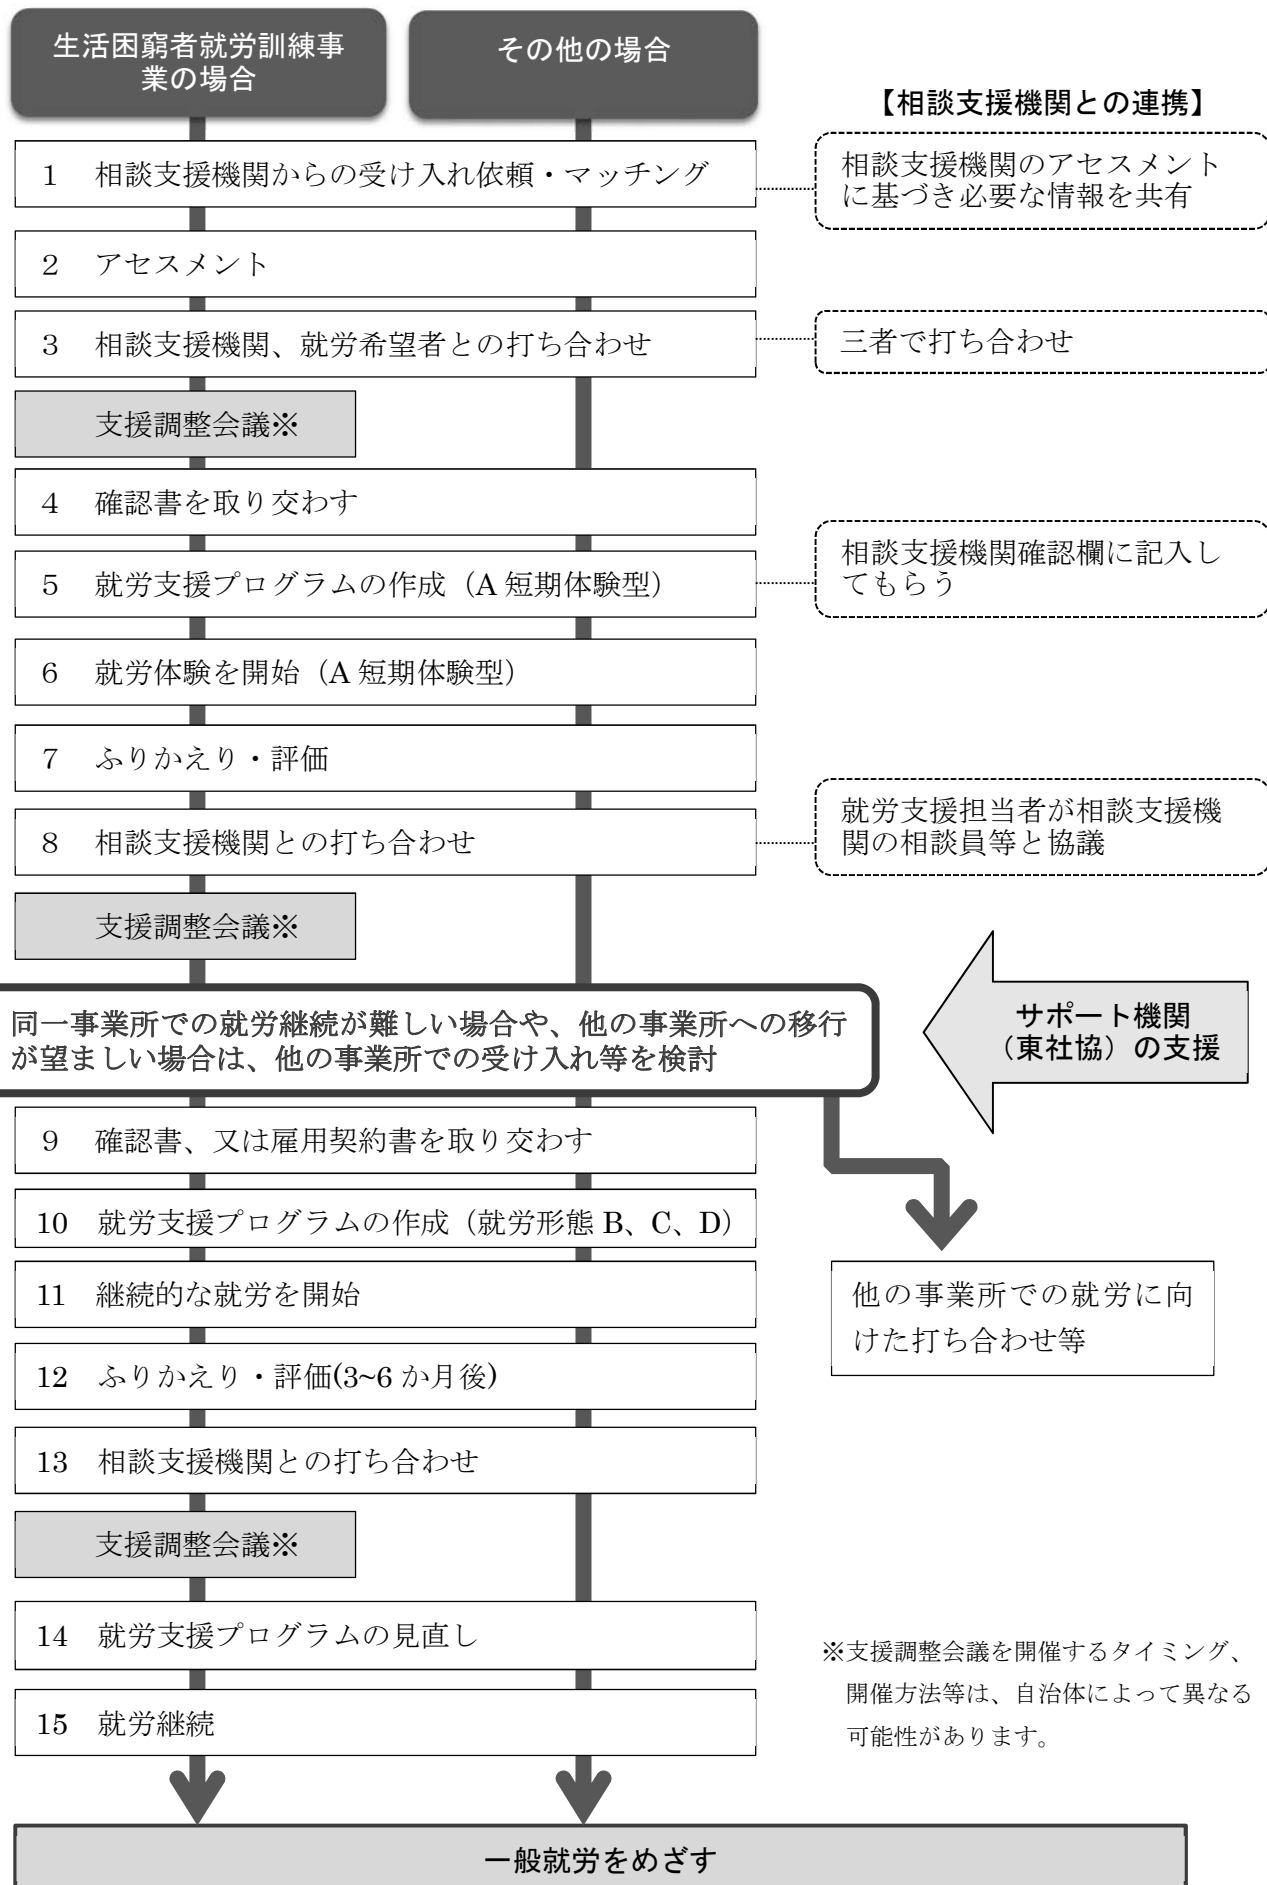 生活困窮者就労訓練事
業の場合
その他の場合
【相談支援機関との連携】
1 相談支援機関からの受け入れ依頼・マッチング
相談支援機関のアセスメント
に基づき必要な情報を共有
2 アセスメント
3 相談支援機関、就労希望者との打ち合わせ
三者で打ち合わせ
支援調整会議※
4 確認書を取り交わす
5 就労支援プログラムの作成（A 短期体験型）
相談支援機関確認欄に記入し
てもらう
6 就労体験を開始（A 短期体験型）
7 ふりかえり・評価
8 相談支援機関との打ち合わせ
就労支援担当者が相談支援機
関の相談員等と協議
支援調整会議※
同一事業所での就労継続が難しい場合や、他の事業所への移行
が望ましい場合は、他の事業所での受け入れ等を検討
サポート機関
（東社協）の支援
9 確認書、又は雇用契約書を取り交わす
10 就労支援プログラムの作成（就労形態 B、C、D）
11 継続的な就労を開始
他の事業所での就労に向
けた打ち合わせ等
12 ふりかえり・評価(3~6 か月後)
13 相談支援機関との打ち合わせ
支援調整会議※
14 就労支援プログラムの見直し
15 就労継続
※支援調整会議を開催するタイミング、
開催方法等は、自治体によって異なる
可能性があります。
一般就労をめざす